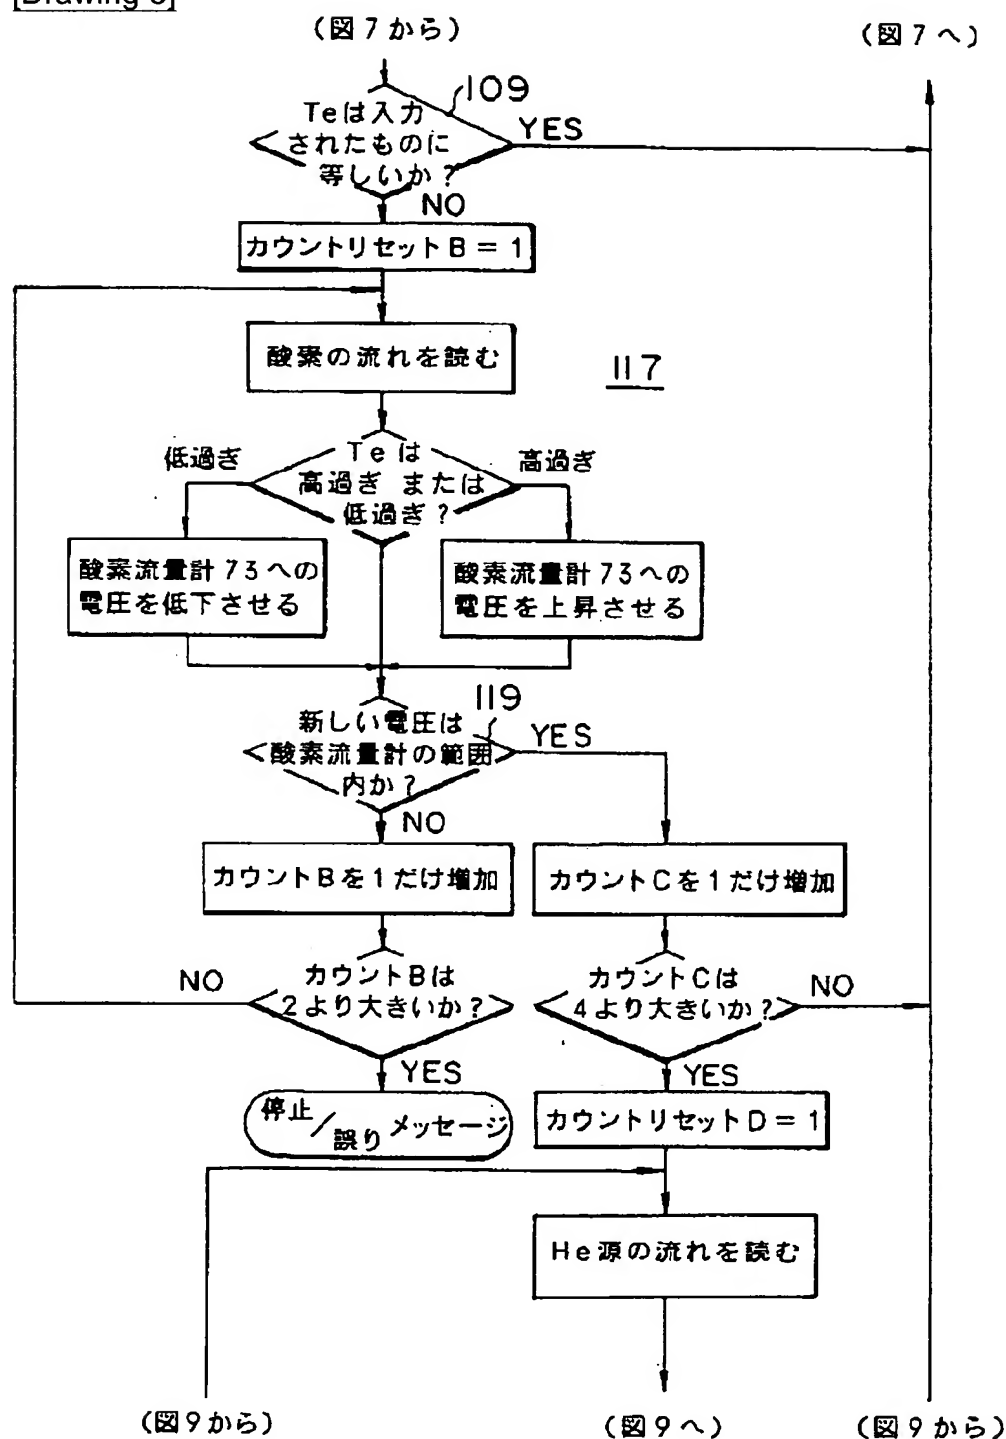 (図7から)
(図7へ)
109
Teは入力
されたものに
等しいか?
YES
NO
カウントリセットB=1
酸素の流れを読む
117
Teは
高過ぎ または
低過ぎ?
低過ぎ
高過ぎ
酸素流量計73への
電圧を低下させる
酸素流量計73への
電圧を上昇させる
119
新しい電圧は
酸素流量計の範囲
内か?
YES
NO
カウントBを1だけ増加
カウントCを1だけ増加
NO
カウントBは
2より大きいか?
カウントCは
4より大きいか?
NO
YES
YES
停止/誤りメッセージ
カウントリセットD=1
He源の流れを読む
(図9から)
(図9へ)
(図9から)